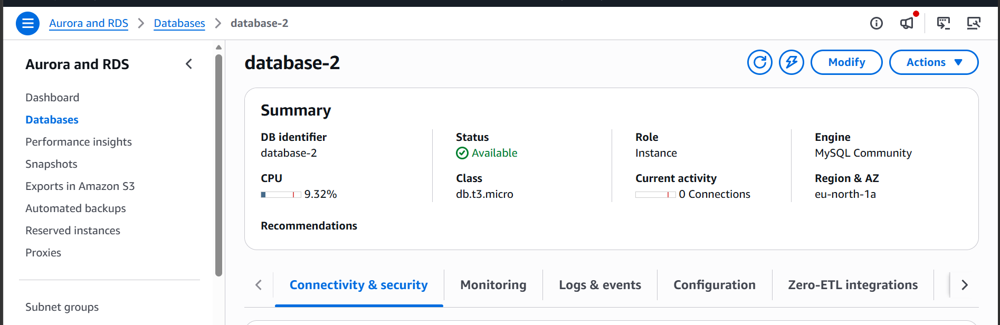 Aurora and RDS > Databases > database-2
Aurora and RDS
Dashboard
Databases
Performance insights
Snapshots
Exports in Amazon S3
Automated backups
Reserved instances
Proxies
Subnet groups
database-2
Modify
Actions
Summary
DB identifier
database-2
Status
Available
Role
Instance
Engine
MySQL Community
CPU
9.32%
Class
db.t3.micro
Current activity
0 Connections
Region & AZ
eu-north-1a
Recommendations
Connectivity & security
Monitoring
Logs & events
Configuration
Zero-ETL integrations